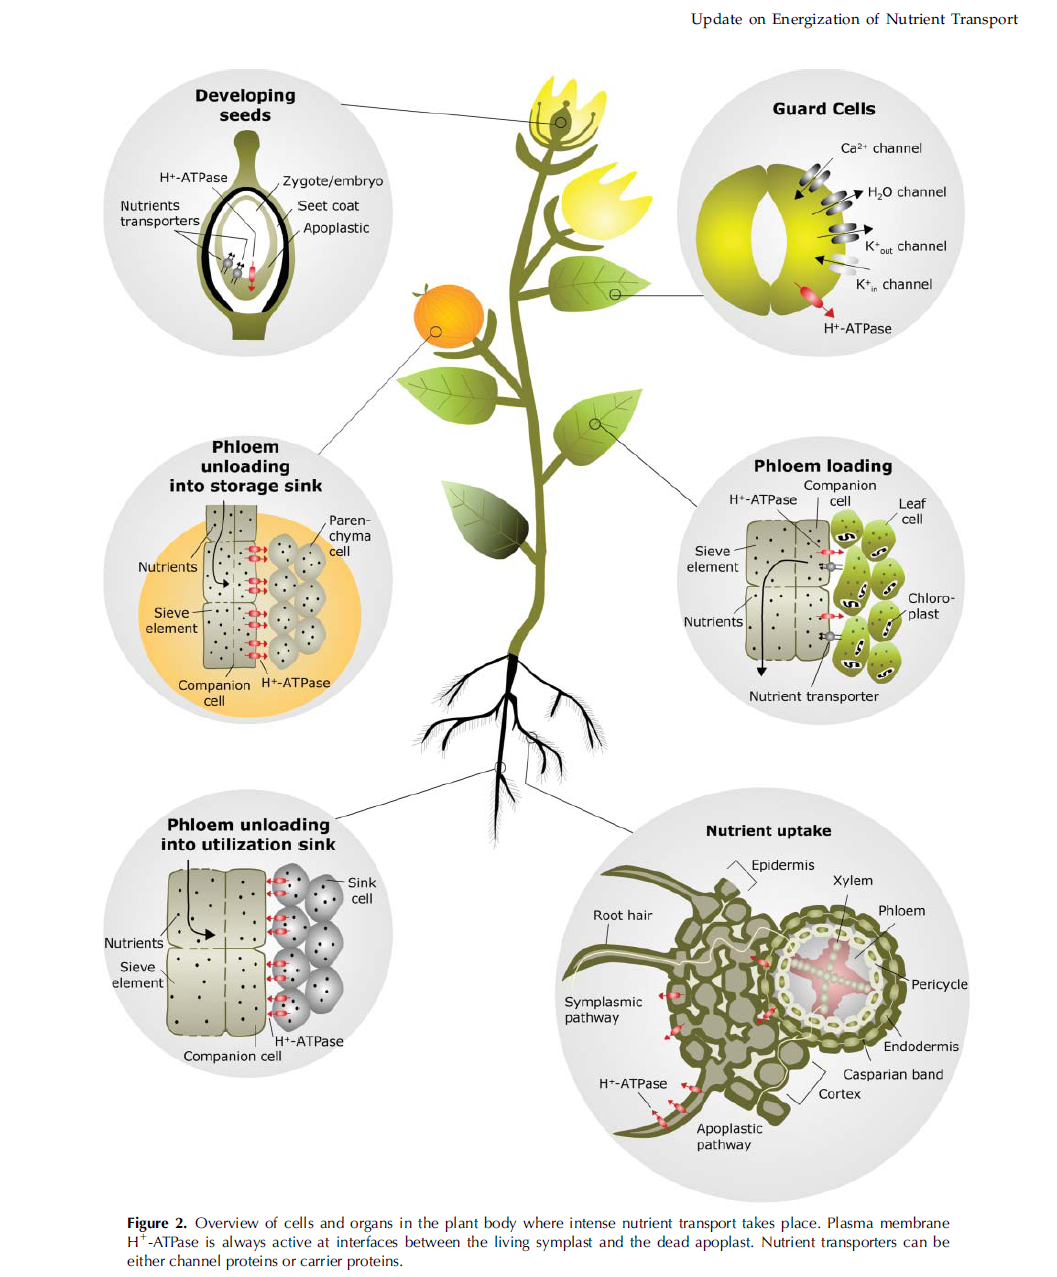 Update on Energization of Nutrient Transport
Developing
seeds
H⁺-ATPase
Zygote/embryo
Nutrients
transporters
Seet coat
Apoplastic
Guard Cells
Ca²⁺ channel
H₂O channel
K⁺out channel
K⁺in channel
H⁺-ATPase
Phloem
unloading
into storage sink
Paren-
chyma
cell
Nutrients
Sieve
element
Companion
cell
H⁺-ATPase
Phloem loading
Companion
cell
H⁺-ATPase
Leaf
cell
Sieve
element
Chloro-
plast
Nutrients
Nutrient transporter
Phloem unloading
into utilization sink
Sink
cell
Nutrients
Sieve
element
H⁺-ATPase
Companion cell
Nutrient uptake
Epidermis
Xylem
Phloem
Root hair
Pericycle
Symplasmic
pathway
Endodermis
Casparian band
H⁺-ATPase
Cortex
Apoplastic
pathway
Figure 2. Overview of cells and organs in the plant body where intense nutrient transport takes place. Plasma membrane
H⁺-ATPase is always active at interfaces between the living symplast and the dead apoplast. Nutrient transporters can be
either channel proteins or carrier proteins.